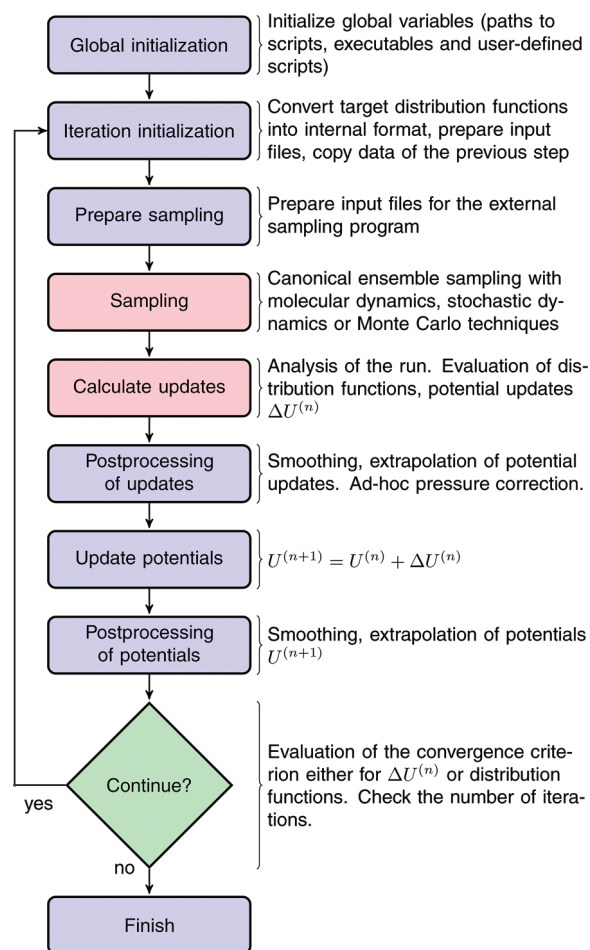 Global initialization
Initialize global variables (paths to
scripts, executables and user-defined
scripts)
Iteration initialization
Convert target distribution functions
into internal format, prepare input
files, copy data of the previous step
Prepare sampling
Prepare input files for the external
sampling program
Sampling
Canonical ensemble sampling with
molecular dynamics, stochastic dy-
namics or Monte Carlo techniques
Calculate updates
Analysis of the run. Evaluation of dis-
tribution functions, potential updates
ΔU⁽ⁿ⁾
Postprocessing
of updates
Smoothing, extrapolation of potential
updates. Ad-hoc pressure correction.
Update potentials
U⁽ⁿ⁺¹⁾ = U⁽ⁿ⁾ + ΔU⁽ⁿ⁾
Postprocessing
of potentials
Smoothing, extrapolation of potentials
U⁽ⁿ⁺¹⁾
Continue?
Evaluation of the convergence crite-
rion either for ΔU⁽ⁿ⁾ or distribution
functions. Check the number of itera-
tions.
yes
no
Finish